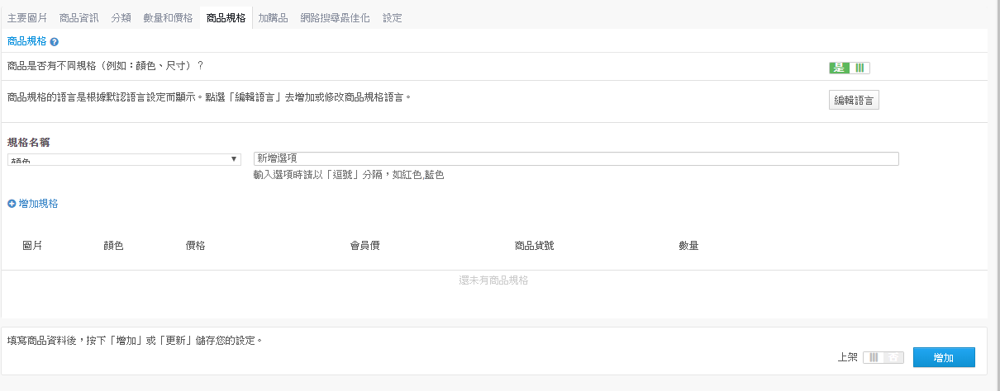 主要圖片 商品資訊 分類 數量和價格 商品規格 加購品 網路搜尋最佳化 設定
商品規格
商品是否有不同規格（例如：顏色、尺寸）？ 是
商品規格的語言是根據默認語言設定而顯示。點選「編輯語言」去增加或修改商品規格語言。 編輯語言
規格名稱
顏色 新增選項
輸入選項時請以「逗號」分隔，如紅色,藍色
增加規格
圖片 顏色 價格 會員價 商品貨號 數量
還未有商品規格
填寫商品資料後，按下「增加」或「更新」儲存您的設定。
上架 否 增加